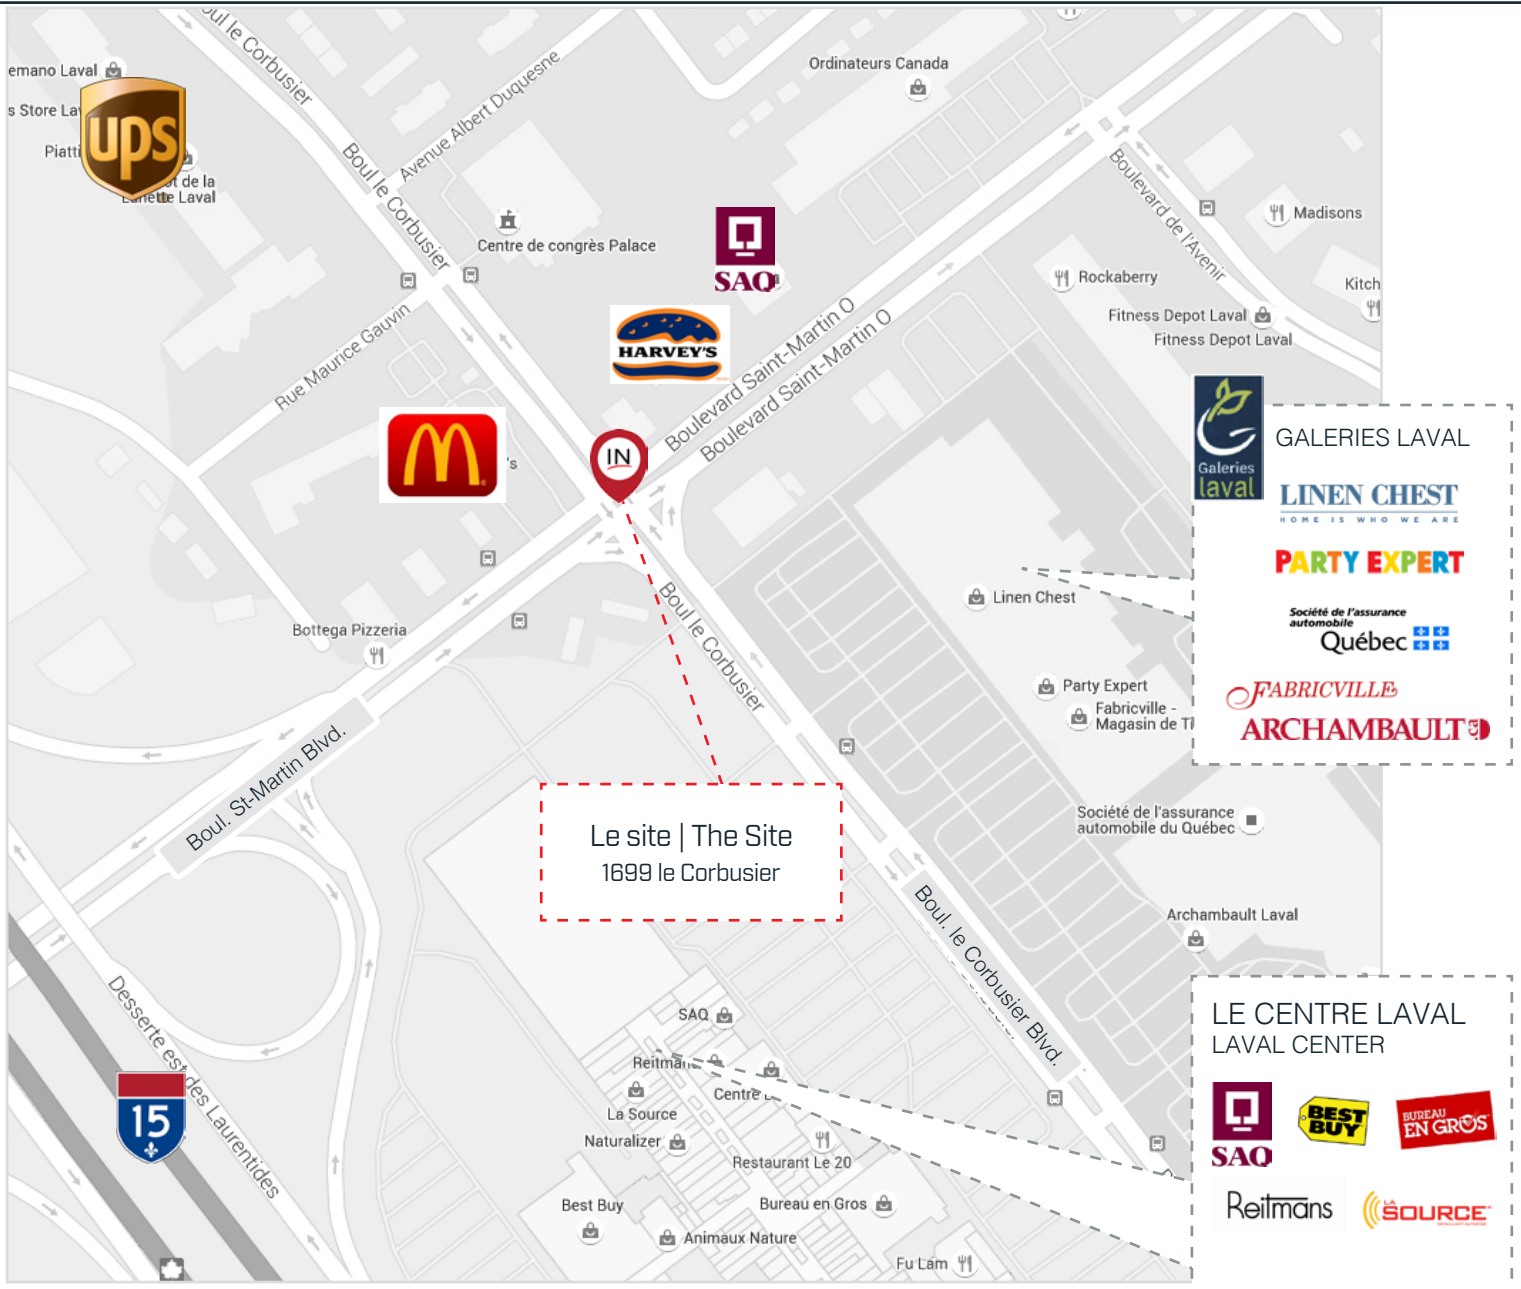 Boul le Corbusier
emano Laval
Ordinateurs Canada
s Store La
ups
Piatti
t de la
Lunette Laval
Avenue Albert Duquesne
Boul le Corbusier
Boulevard de l'Avenir
Madisons
Centre de congrès Palace
SAQ
Rockaberry
Kitch
Fitness Depot Laval
Fitness Depot Laval
HARVEY'S
Rue Maurice Gauvin
Boulevard Saint-Martin O
Boulevard Saint-Martin O
's
IN
Galeries
laval
GALERIES LAVAL
LINEN CHEST
HOME IS WHO WE ARE
PARTY EXPERT
Société de l'assurance
automobile
Québec
FABRICVILLE
ARCHAMBAULT.ca
Linen Chest
Boul le Corbusier
Bottega Pizzeria
Party Expert
Fabricville -
Magasin de Ti
Boul. St-Martin Blvd.
Le site | The Site
1699 le Corbusier
Société de l'assurance
automobile du Québec
Archambault Laval
Boul. le Corbusier Blvd.
Desserte est des Laurentides
15
SAQ
Reitman
Centre L
La Source
Naturalizer
Restaurant Le 20
Best Buy
Bureau en Gros
Animaux Nature
Fu Lam
LE CENTRE LAVAL
LAVAL CENTER
SAQ
BEST
BUY
BUREAU
EN GROS
Reitmans
LA
SOURCE